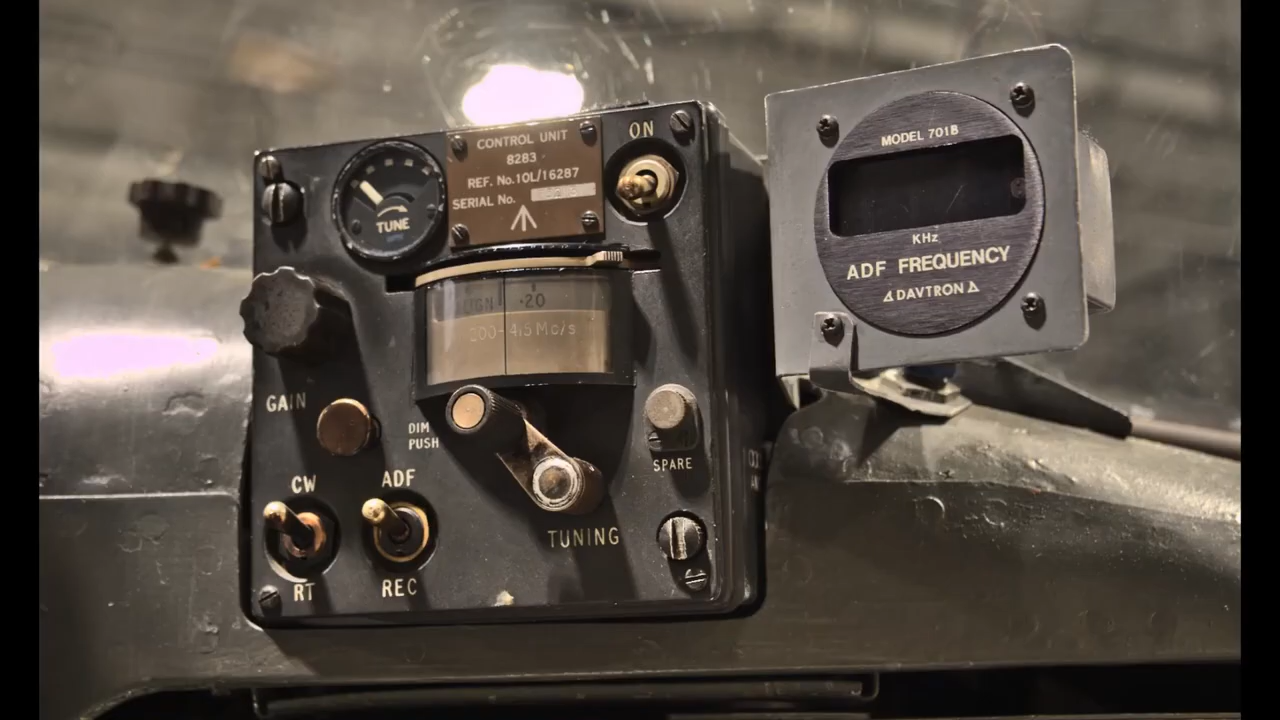 CONTROL UNIT
8283
REF. No. 10L/16287
SERIAL No.
ON
TUNE
MODEL 701B
KHz
ADF FREQUENCY
DAVTRON
·20
200-415 Mc/s
GAIN
DIM
PUSH
SPARE
CW
ADF
TUNING
RT
REC